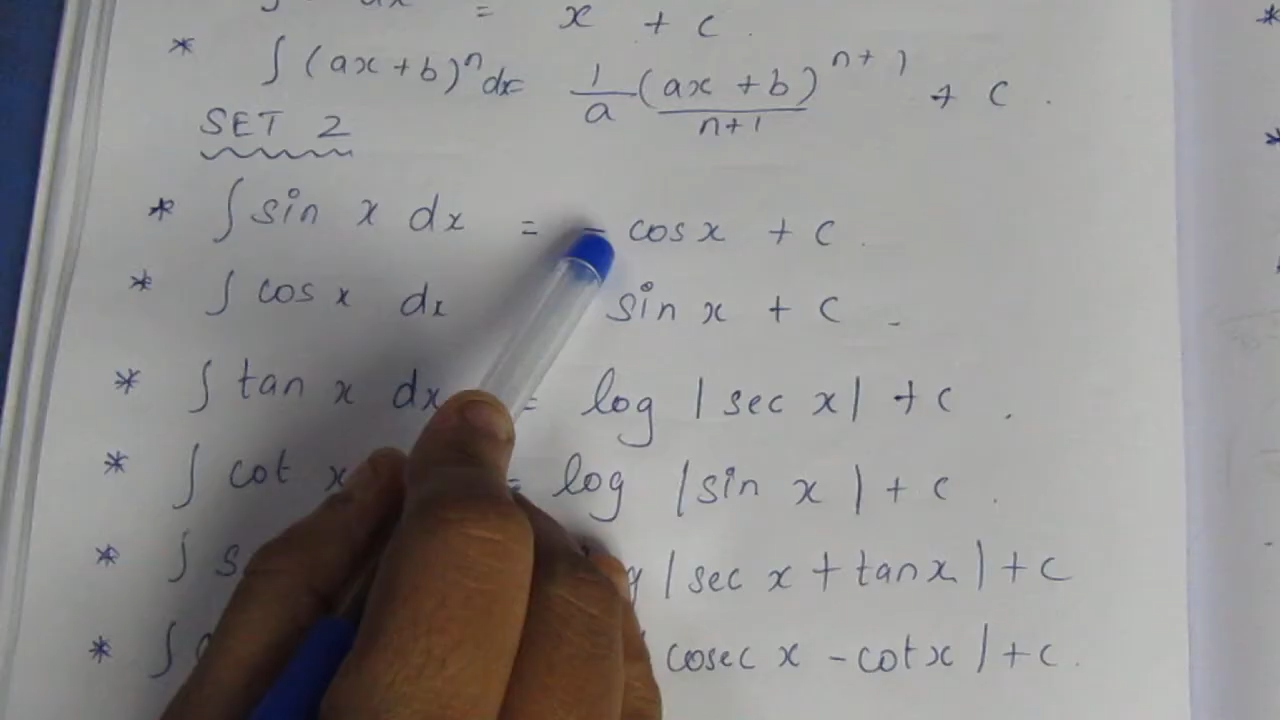 ∫ dx = x + c.
* ∫ (ax + b)^n dx = 1/a (ax + b)^(n+1)/(n+1) + c.
SET 2
* ∫ sin x dx = - cos x + c.
* ∫ cos x dx sin x + c.
* ∫ tan x dx = log |sec x| + c.
* ∫ cot x = log |sin x| + c.
* ∫ |sec x + tan x| + c
* ∫ cosec x - cot x| + c.